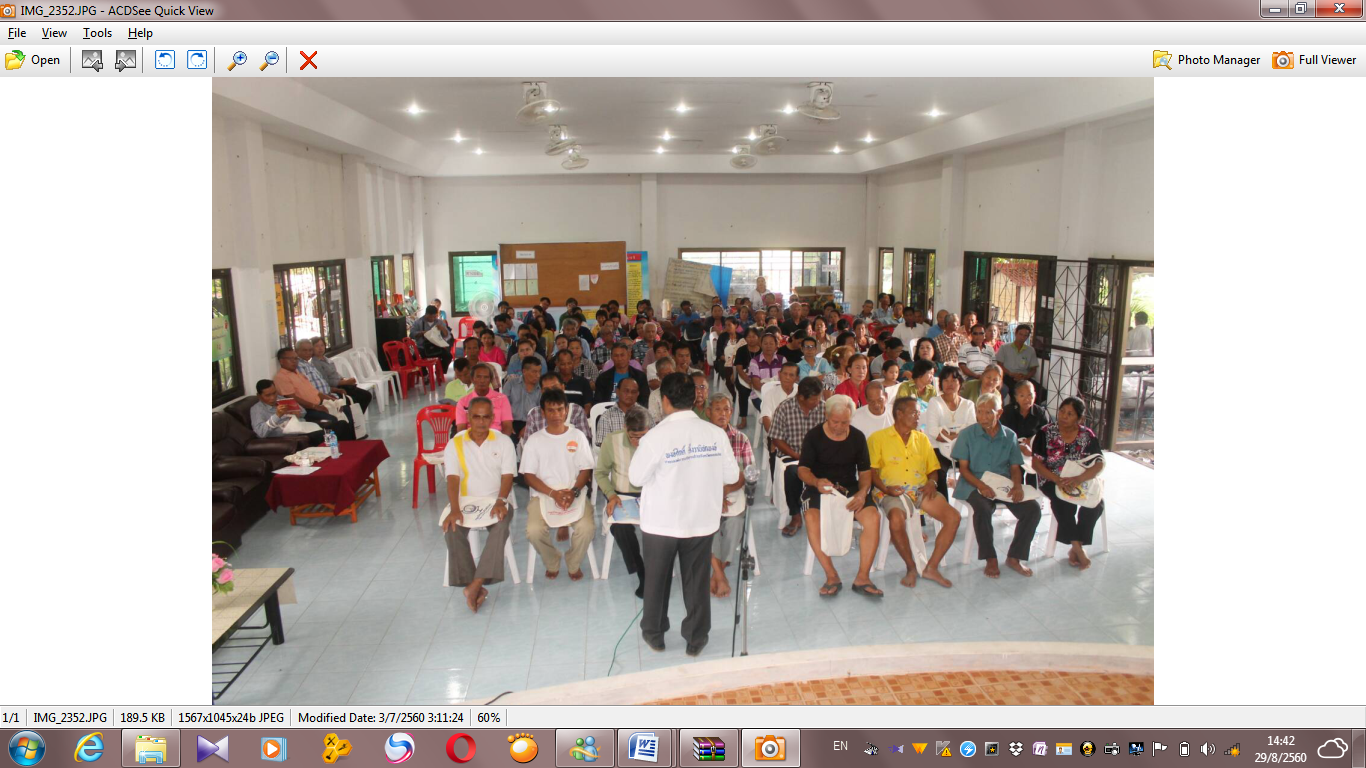 IMG_2352.JPG - ACDSee Quick View
File View Tools Help
Open
Photo Manager
Full Viewer
1/1 IMG_2352.JPG 189.5 KB 1567x1045x24b JPEG Modified Date: 3/7/2560 3:11:24 60%
EN
14:42
29/8/2560